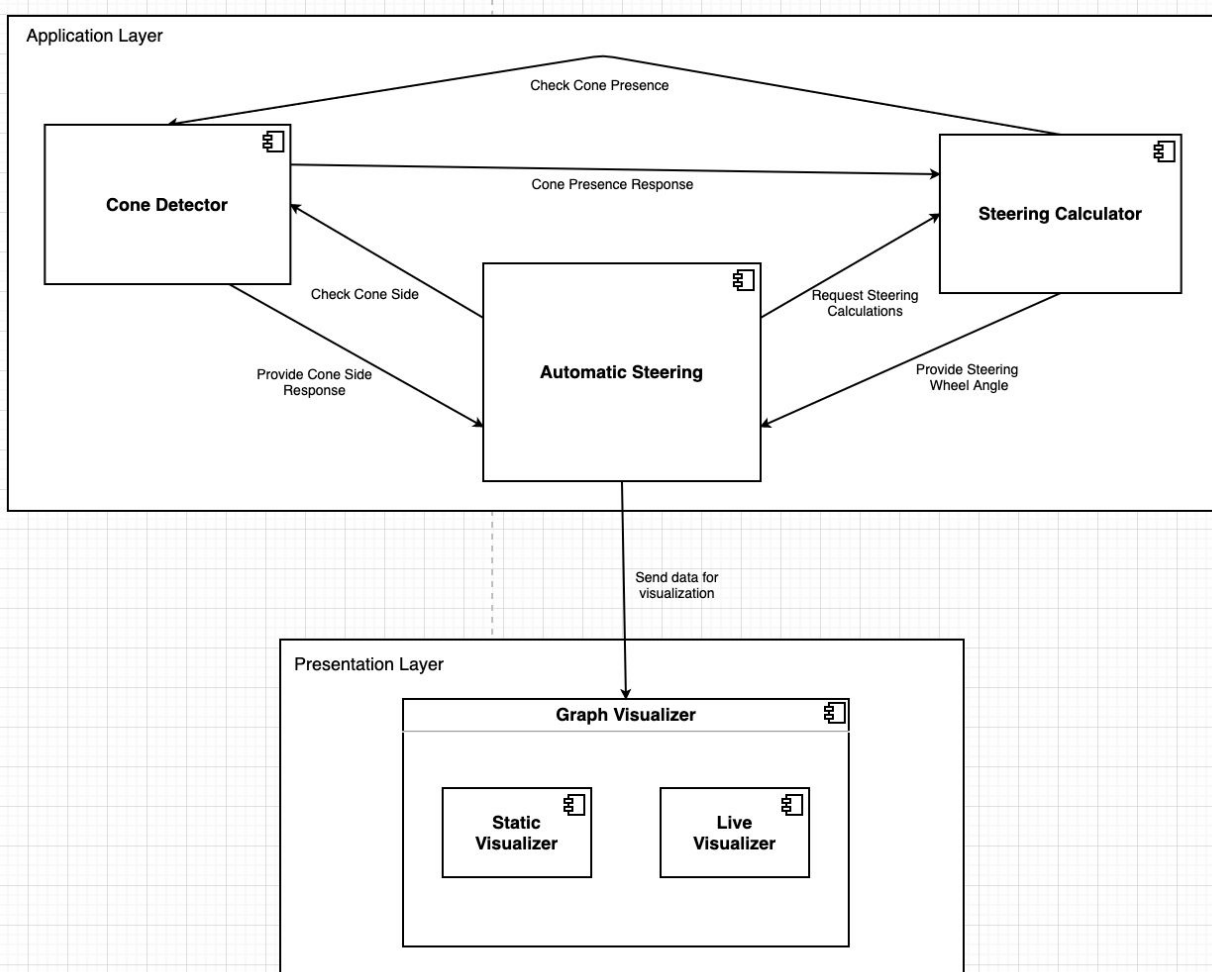 Application Layer
Check Cone Presence
Cone Presence Response
Cone Detector
Steering Calculator
Check Cone Side
Request Steering
Calculations
Provide Cone Side
Response
Automatic Steering
Provide Steering
Wheel Angle
Send data for
visualization
Presentation Layer
Graph Visualizer
Static
Visualizer
Live
Visualizer